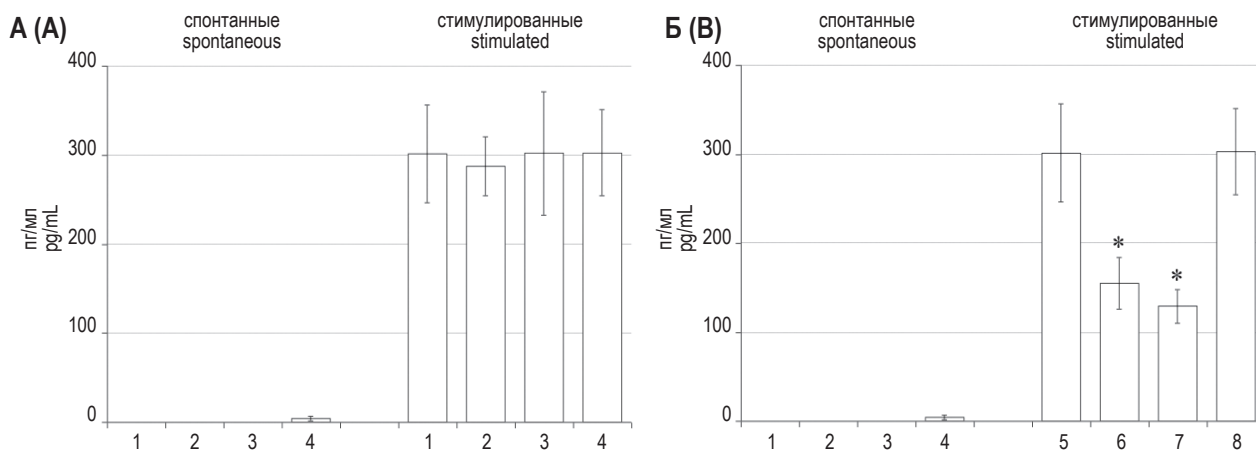 А (A)
спонтанные
spontaneous
стимулированные
stimulated
пг/мл
pg/mL
400
300
200
100
0
1 2 3 4 1 2 3 4
Б (B)
спонтанные
spontaneous
стимулированные
stimulated
пг/мл
pg/mL
400
300
200
100
0
* *
1 2 3 4 5 6 7 8